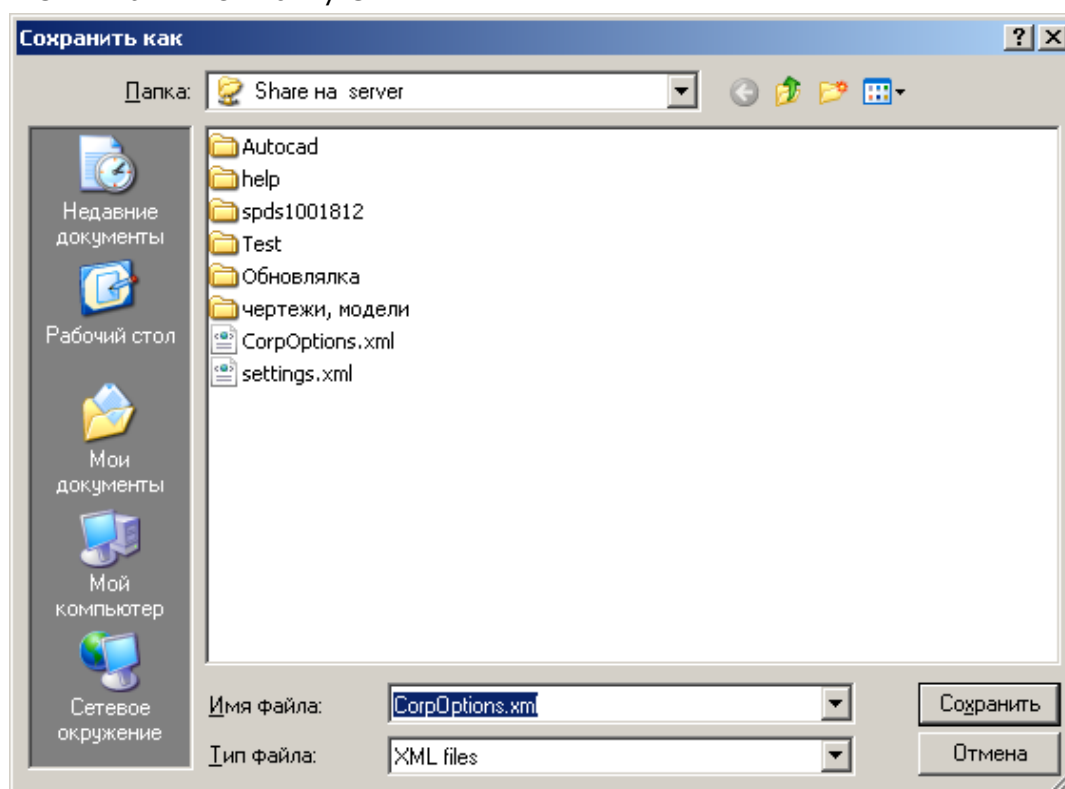 Сохранить как
Папка:
Share на server
Autocad
help
spds1001812
Test
Обновлялка
чертежи, модели
CorpOptions.xml
settings.xml
Недавние
документы
Рабочий стол
Мои
документы
Мой
компьютер
Сетевое
окружение
Имя файла:
CorpOptions.xml
Сохранить
Тип файла:
XML files
Отмена